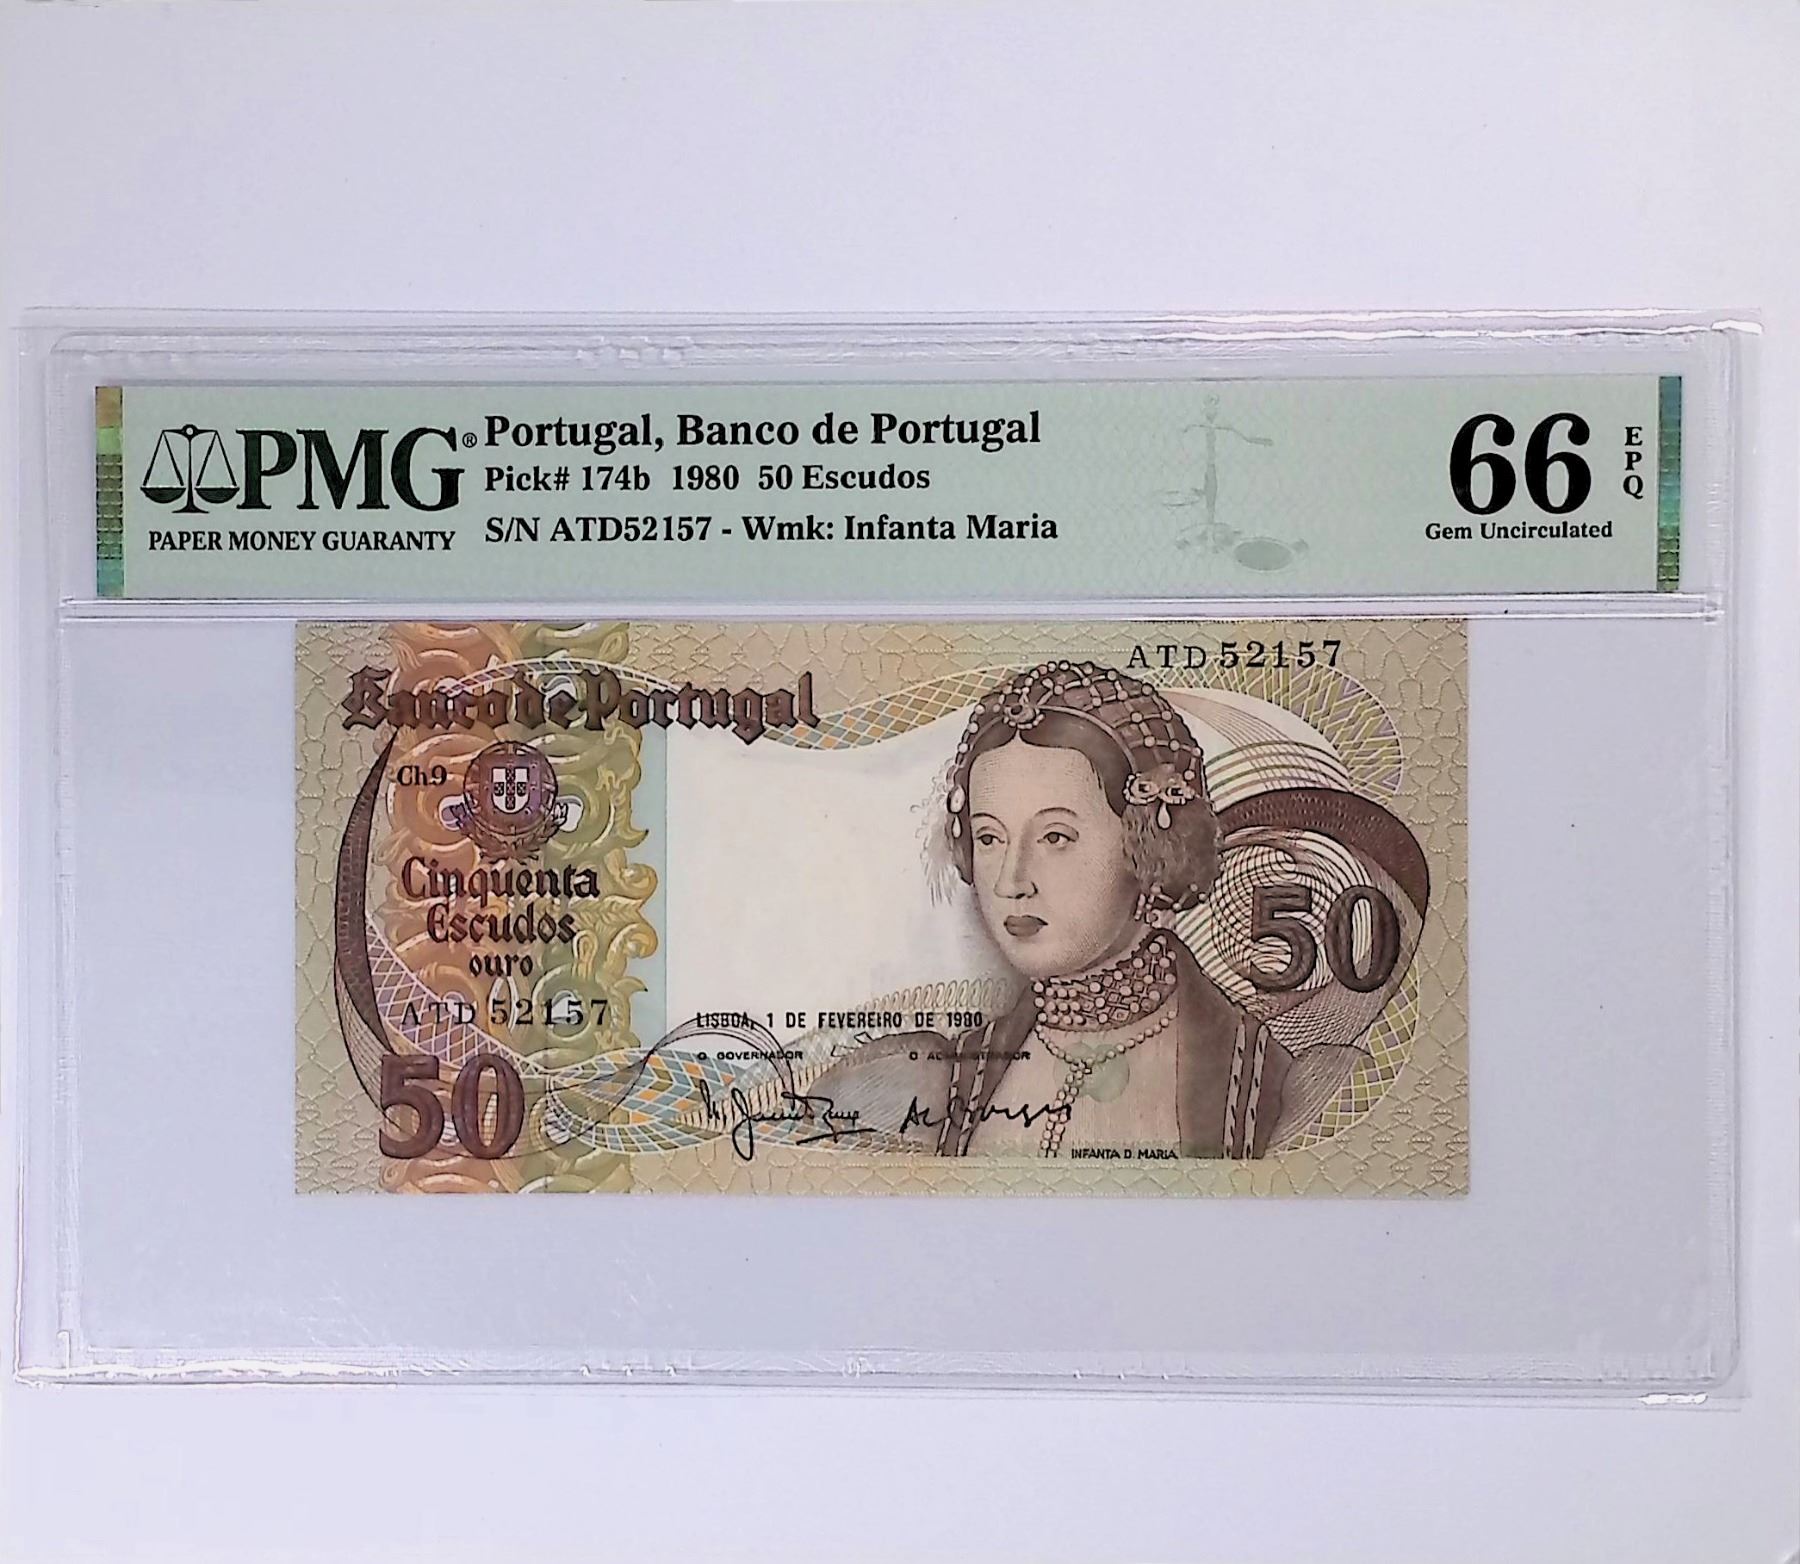 PMG®
PAPER MONEY GUARANTY
Portugal, Banco de Portugal
Pick# 174b 1980 50 Escudos
S/N ATD52157 - Wmk: Infanta Maria
66
EPQ
Gem Uncirculated
ATD 52157
Banco de Portugal
Ch.9
Cinquenta
Escudos
ouro
ATD 52157
50
50
LISBOA, 1 DE FEVEREIRO DE 1980
O GOVERNADOR O ADMINISTRADOR
INFANTA D. MARIA